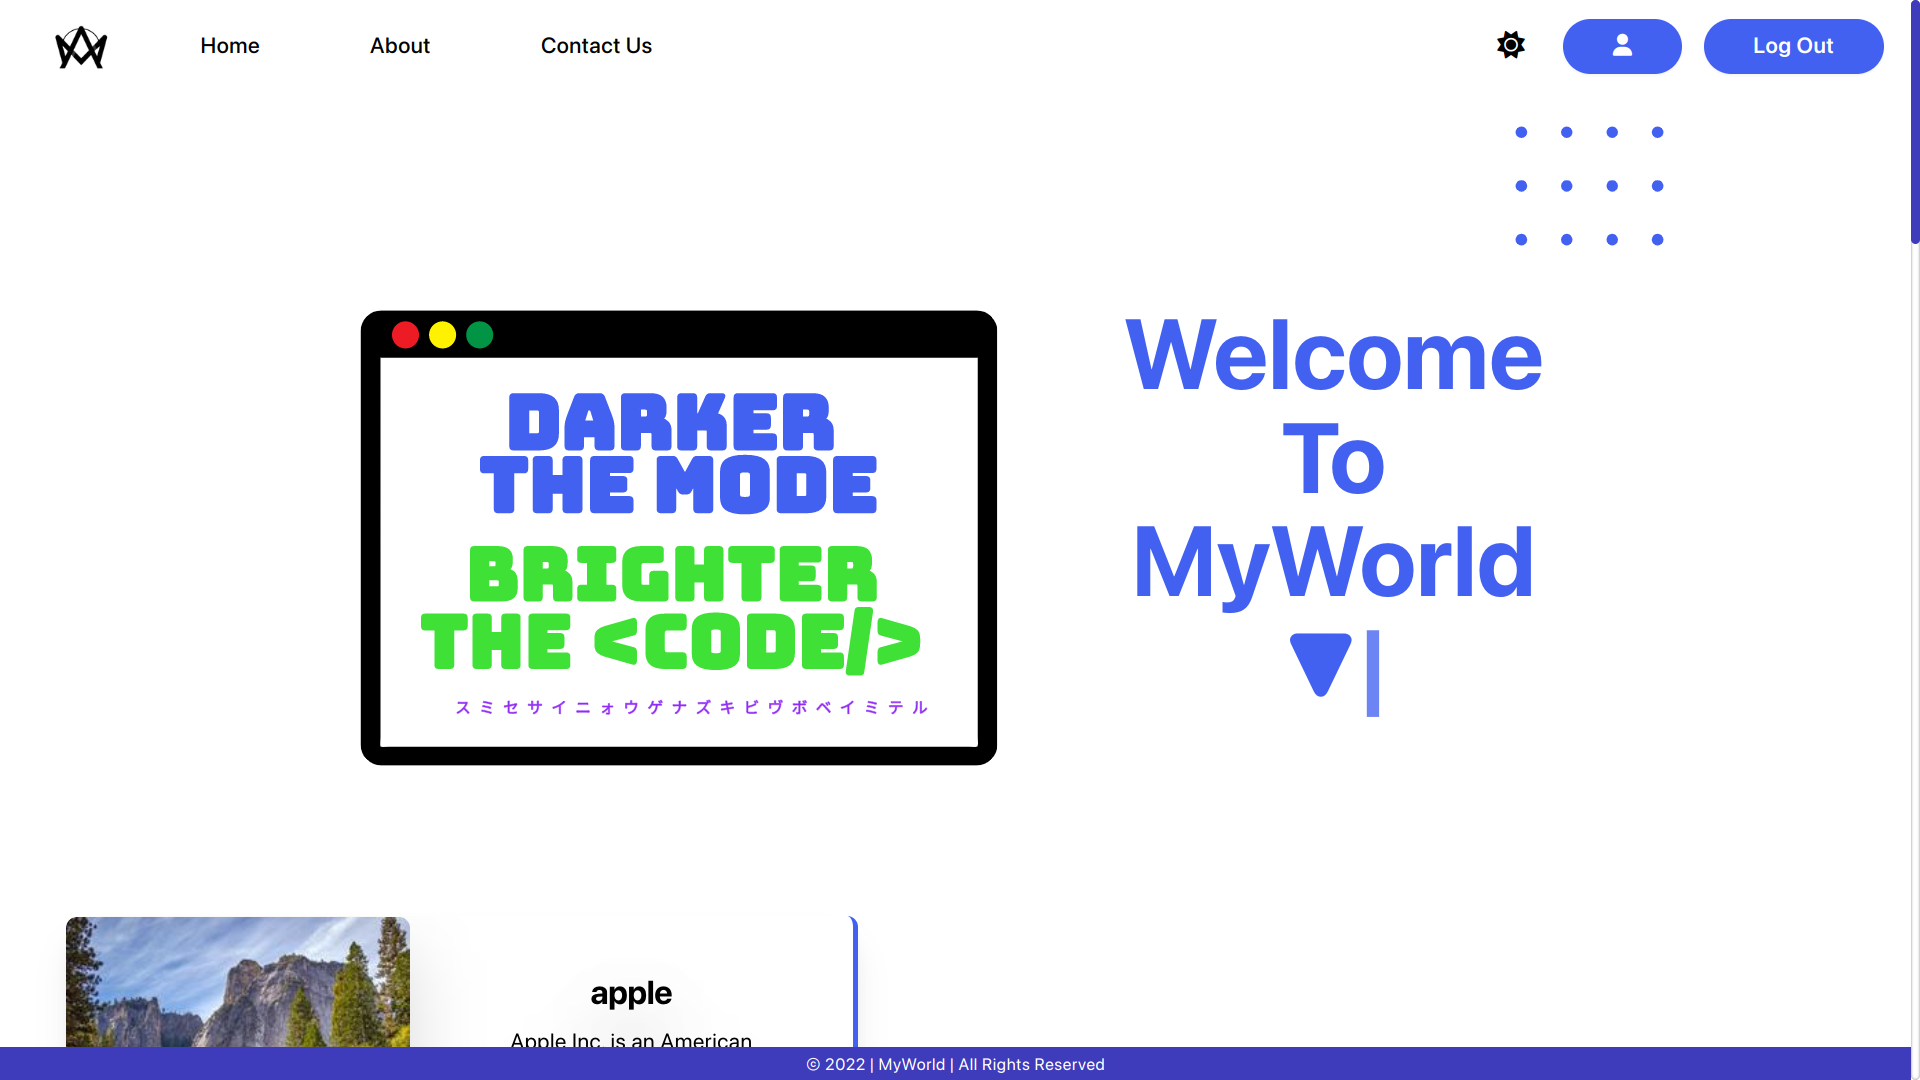 Home
About
Contact Us
Log Out
DARKER
THE MODE
BRIGHTER
THE <CODE/>
スミセサイニョウゲナズキビヴボベイミテル
Welcome
To
MyWorld
apple
Apple Inc. is an American
© 2022 | MyWorld | All Rights Reserved